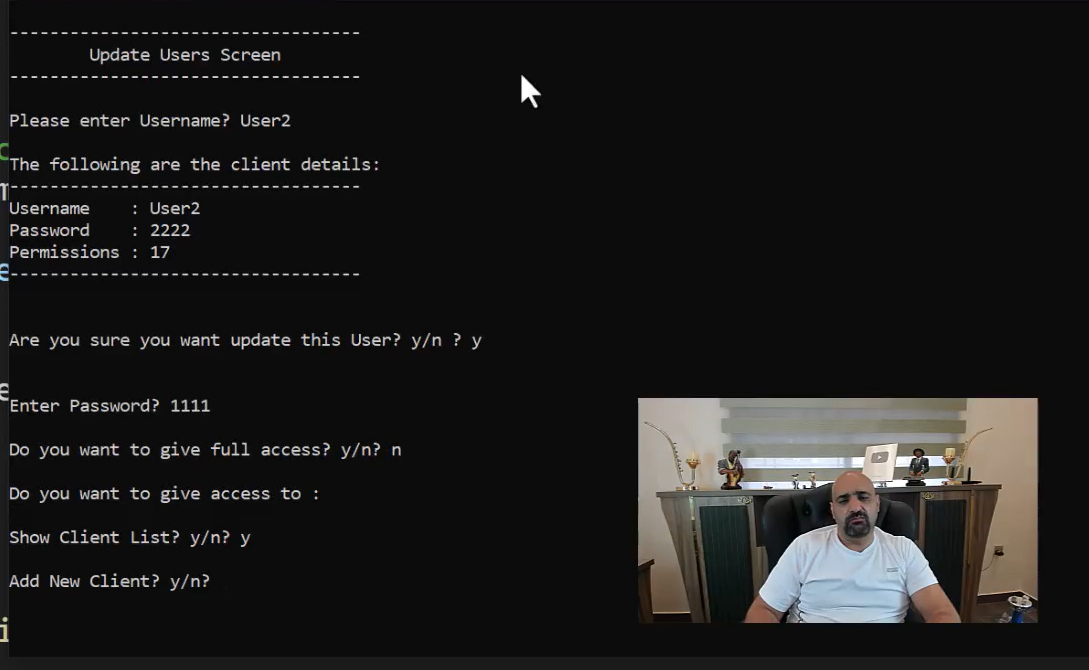 -----------------------------------
Update Users Screen
-----------------------------------
Please enter Username? User2
The following are the client details:
-----------------------------------
Username    : User2
Password    : 2222
Permissions : 17
-----------------------------------
Are you sure you want update this User? y/n ? y
Enter Password? 1111
Do you want to give full access? y/n? n
Do you want to give access to :
Show Client List? y/n? y
Add New Client? y/n?